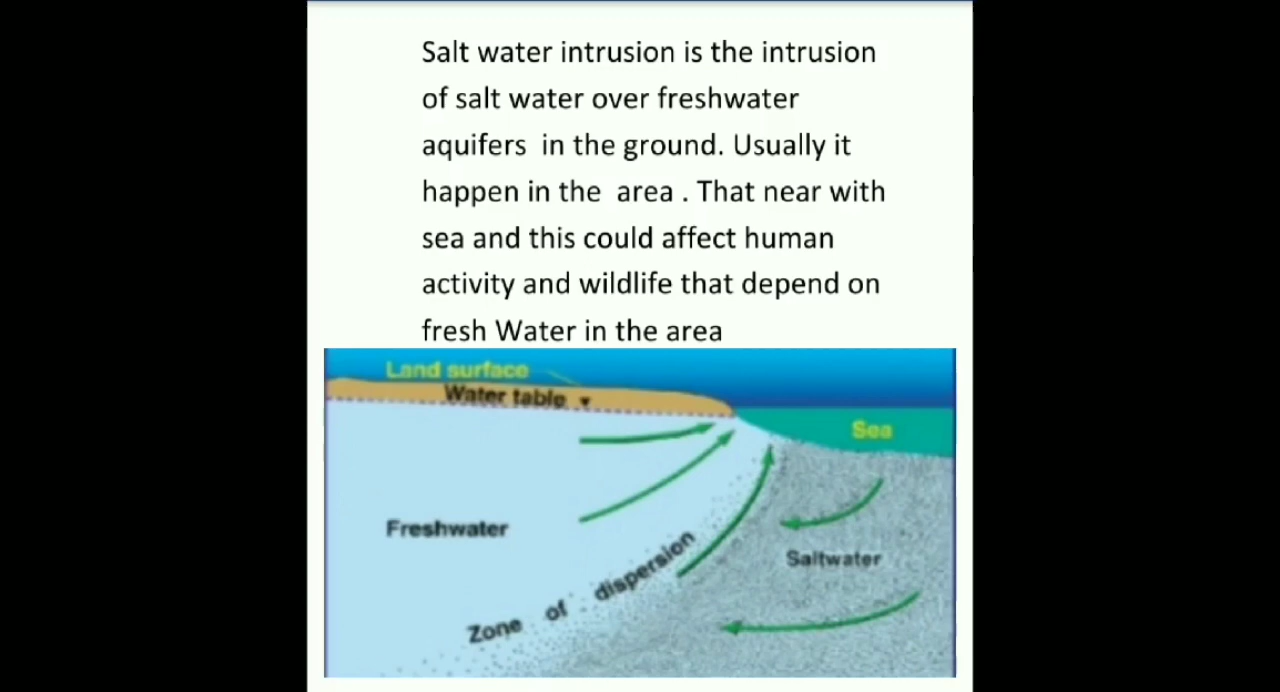 Salt water intrusion is the intrusion
of salt water over freshwater
aquifers in the ground. Usually it
happen in the area . That near with
sea and this could affect human
activity and wildlife that depend on
fresh Water in the area
Land surface
Water table
Sea
Freshwater
Saltwater
Zone of dispersion